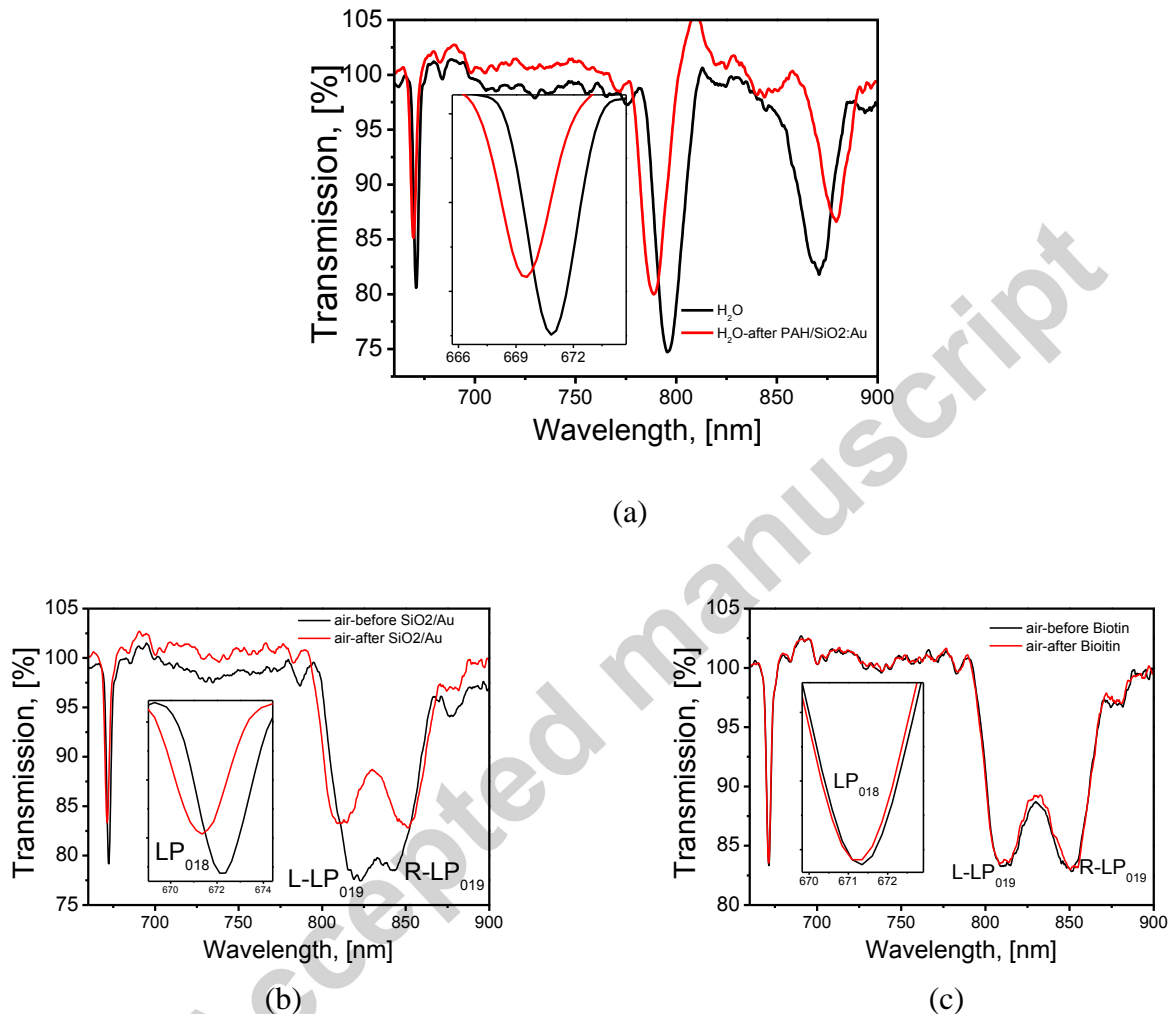 105
100
95
90
85
80
75
Transmission, [%]
666 669 672
H2O
H2O-after PAH/SiO2:Au
700 750 800 850 900
Wavelength, [nm]
(a)
105
100
95
90
85
80
75
Transmission, [%]
air-before SiO2/Au
air-after SiO2/Au
LP018
670 672 674
L-LP019
R-LP019
700 750 800 850 900
Wavelength, [nm]
(b)
105
100
95
90
85
80
Transmission, [%]
air-before Biotin
air-after Bioitin
LP018
670 671 672
L-LP019
R-LP019
700 750 800 850 900
Wavelength, [nm]
(c)
cepted manuscript